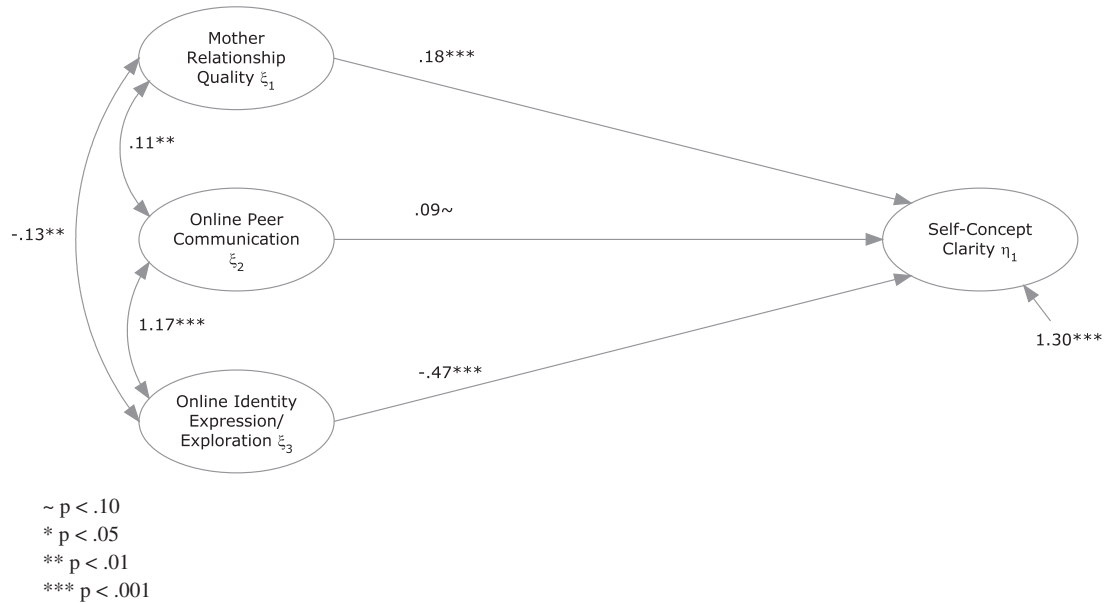 Mother
Relationship
Quality ξ1
.18***
.11**
Online Peer
Communication
ξ2
.09~
Self-Concept
Clarity η1
-.13**
1.17***
1.30***
-.47***
Online Identity
Expression/
Exploration ξ3
~ p < .10
* p < .05
** p < .01
*** p < .001